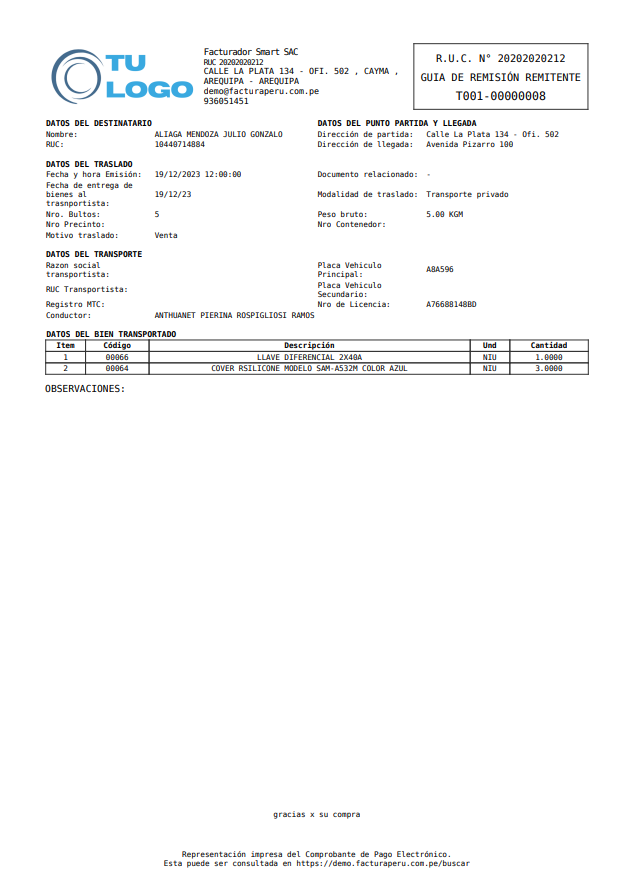 TU
LOGO
Facturador Smart SAC
RUC 20202020212
CALLE LA PLATA 134 - OFI. 502 , CAYMA ,
AREQUIPA - AREQUIPA
demo@facturaperu.com.pe
936051451
R.U.C. N° 20202020212
GUIA DE REMISIÓN REMITENTE
T001-00000008
DATOS DEL DESTINATARIO
Nombre: ALIAGA MENDOZA JULIO GONZALO
RUC: 10440714884
DATOS DEL PUNTO PARTIDA Y LLEGADA
Dirección de partida: Calle La Plata 134 - Ofi. 502
Dirección de llegada: Avenida Pizarro 100
DATOS DEL TRASLADO
Fecha y hora Emisión: 19/12/2023 12:00:00 Documento relacionado: -
Fecha de entrega de
bienes al 19/12/23 Modalidad de traslado: Transporte privado
trasnportista:
Nro. Bultos: 5 Peso bruto: 5.00 KGM
Nro Precinto: Nro Contenedor:
Motivo traslado: Venta
DATOS DEL TRANSPORTE
Razon social
transportista:
Placa Vehiculo
Principal: A8A596
RUC Transportista:
Placa Vehiculo
Secundario:
Registro MTC: Nro de Licencia: A76688148BD
Conductor: ANTHUANET PIERINA ROSPIGLIOSI RAMOS
DATOS DEL BIEN TRANSPORTADO
Item Código Descripción Und Cantidad
1 00066 LLAVE DIFERENCIAL 2X40A NIU 1.0000
2 00064 COVER RSILICONE MODELO SAM-A532M COLOR AZUL NIU 3.0000
OBSERVACIONES:
gracias x su compra
Representación impresa del Comprobante de Pago Electrónico.
Esta puede ser consultada en https://demo.facturaperu.com.pe/buscar